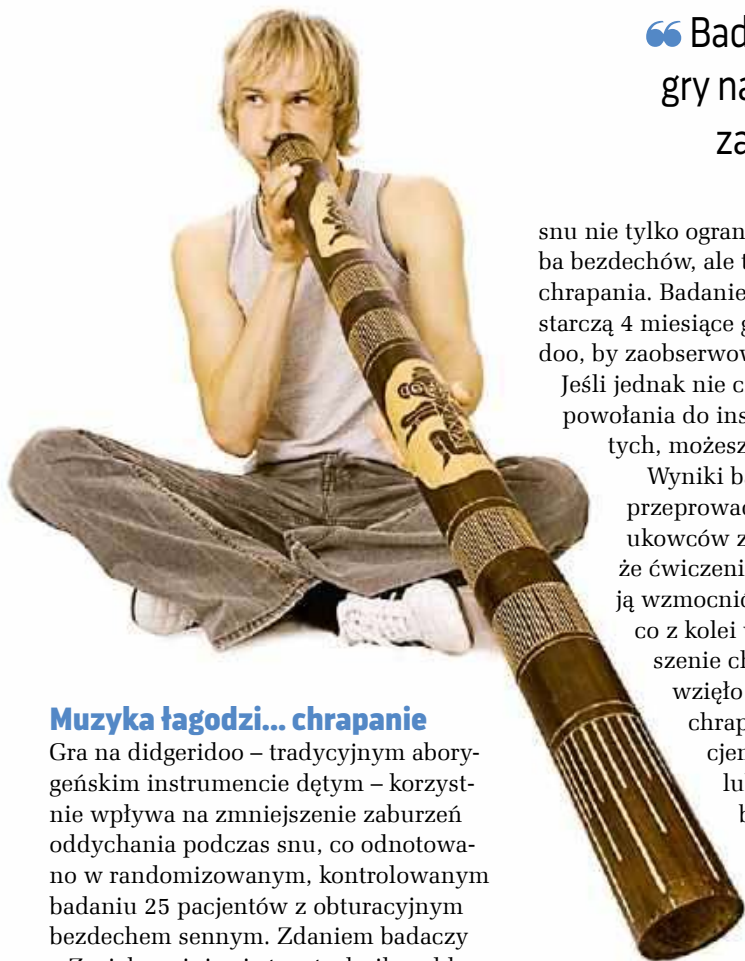 Muzyka łagodzi... chrapanie
Gra na didgeridoo – tradycyjnym abory-
geńskim instrumencie dętym – korzyst-
nie wpływa na zmniejszenie zaburzeń
oddychania podczas snu, co odnotowa-
no w randomizowanym, kontrolowanym
badaniu 25 pacjentów z obturacyjnym
bezdechem sennym. Zdaniem badaczy
❝ Bad
gry na
za
snu nie tylko ogran
ba bezdechów, ale t
chrapania. Badanie
starczą 4 miesiące g
doo, by zaobserwow
Jeśli jednak nie c
powołania do ins
tych, możesz
Wyniki ba
przeprowad
ukowców z
że ćwiczeni
ją wzmocnić
co z kolei
szenie ch
wzięło
chrap
cjen
lu
b